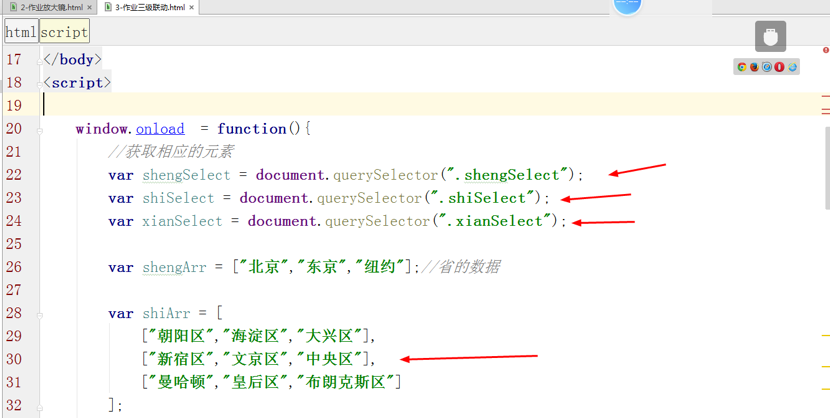 2-作业放大镜.html × 3-作业三级联动.html ×
html script
17 </body>
18 <script>
19
20 window.onload = function(){
21 //获取相应的元素
22 var shengSelect = document.querySelector(".shengSelect");
23 var shiSelect = document.querySelector(".shiSelect");
24 var xianSelect = document.querySelector(".xianSelect");
25
26 var shengArr = ["北京","东京","纽约"];//省的数据
27
28 var shiArr = [
29 ["朝阳区","海淀区","大兴区"],
30 ["新宿区","文京区","中央区"],
31 ["曼哈顿","皇后区","布朗克斯区"]
32 ];